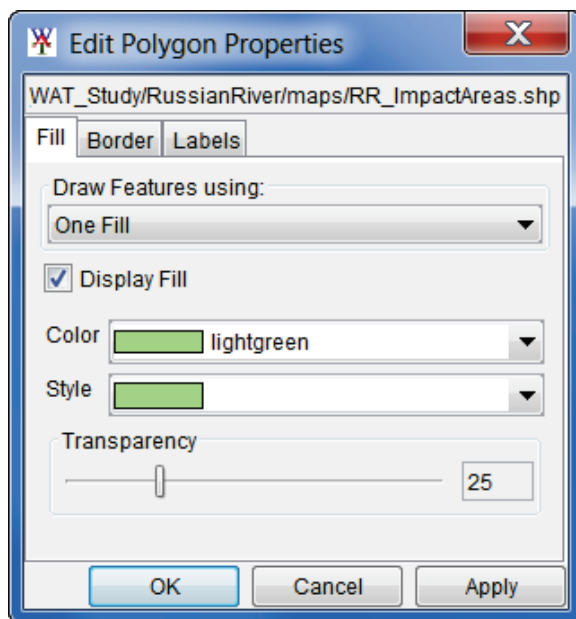 Edit Polygon Properties
WAT_Study/RussianRiver/maps/RR_ImpactAreas.shp
Fill Border Labels
Draw Features using:
One Fill
Display Fill
Color lightgreen
Style
Transparency
25
OK Cancel Apply